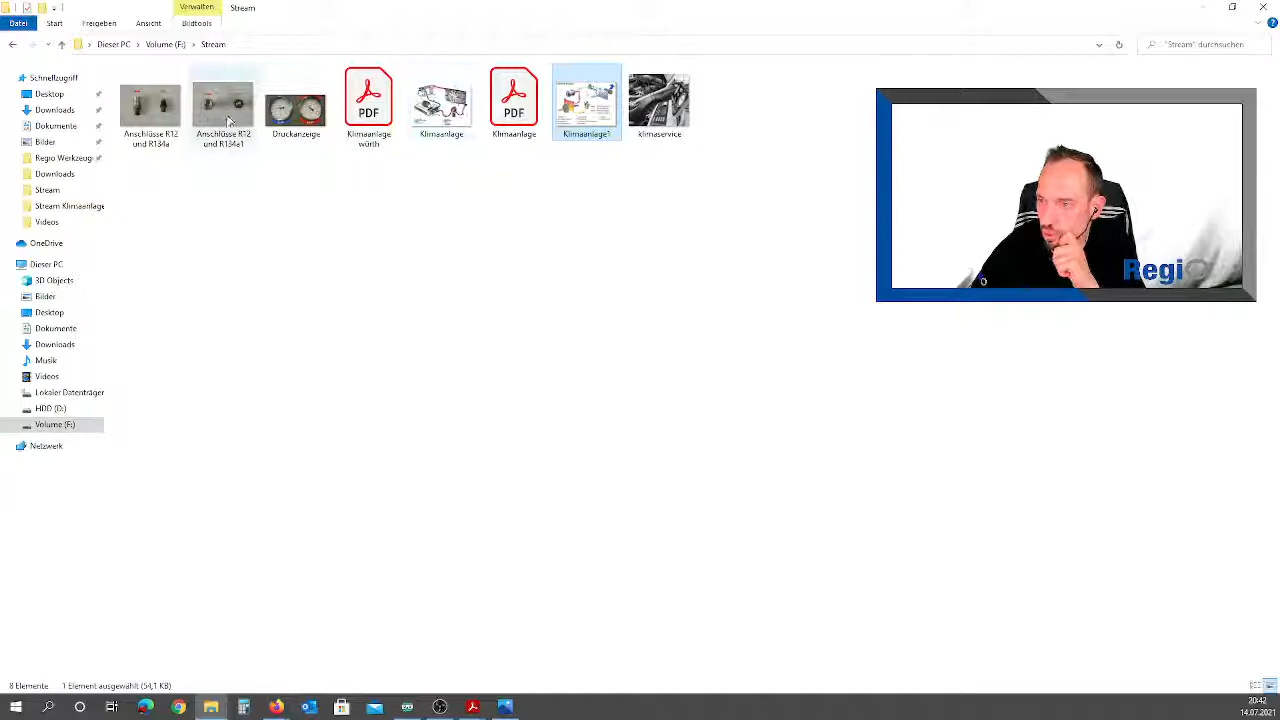 Verwalten
Stream
Datei
Start
Freigeben
Ansicht
Bildtools
Dieser PC
Volume (F:)
Stream
"Stream" durchsuchen
Schnellzugriff
Desktop
Downloads
Dokumente
Bilder
Regio Werkzeug
Downloads
Stream
Stream Klimaanlage
Videos
OneDrive
Dieser PC
3D Objects
Bilder
Desktop
Dokumente
Downloads
Musik
Videos
Lokaler Datenträger
HDD (D:)
Volume (F:)
Netzwerk
Anschlüsse R12
und R134a
Anschlüsse R12
und R134a1
Druckanzeige
PDF
Klimaanlage
würth
Klimaanlage
PDF
Klimaanlage
Klimaanlage1
klimaservice
Regio
8 Elemente
1 Element ausgewählt (54,1 KB)
20:42
14.07.2021